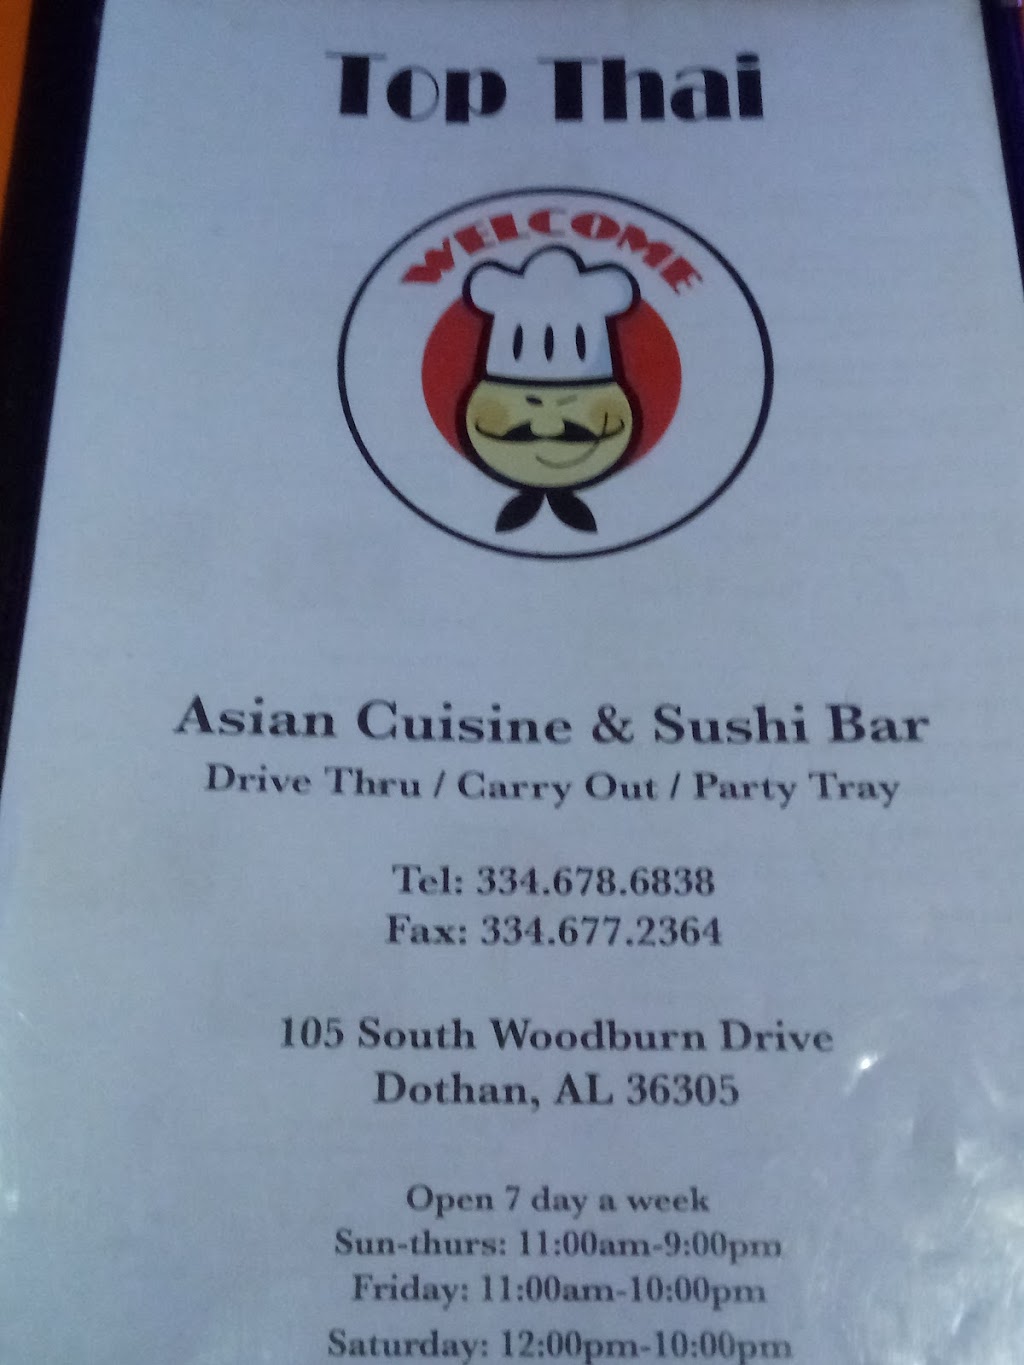 Top Thai
WELCOME
Asian Cuisine & Sushi Bar
Drive Thru / Carry Out / Party Tray
Tel: 334.678.6838
Fax: 334.677.2364
105 South Woodburn Drive
Dothan, AL 36305
Open 7 day a week
Sun-thurs: 11:00am-9:00pm
Friday: 11:00am-10:00pm
Saturday: 12:00pm-10:00pm